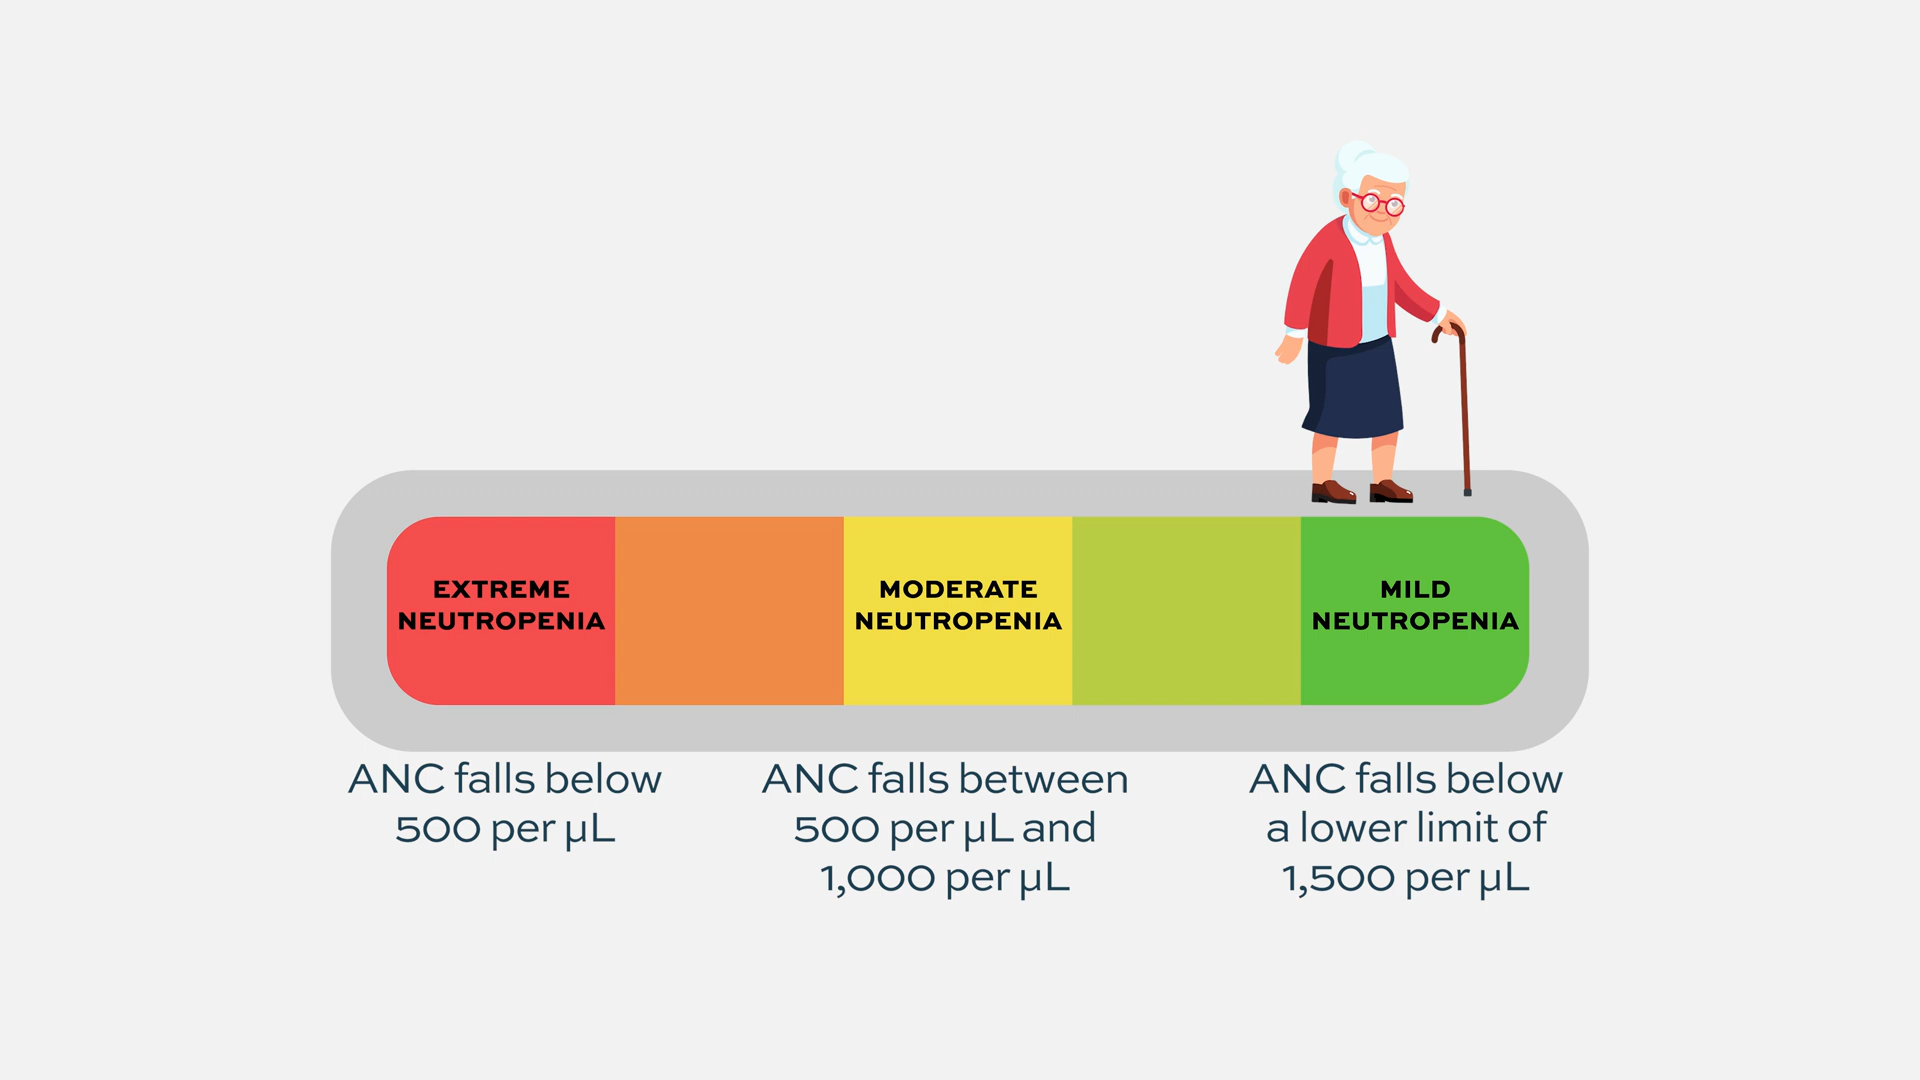 EXTREME
NEUTROPENIA
MODERATE
NEUTROPENIA
MILD
NEUTROPENIA
ANC falls below
500 per µL
ANC falls between
500 per µL and
1,000 per µL
ANC falls below
a lower limit of
1,500 per µL